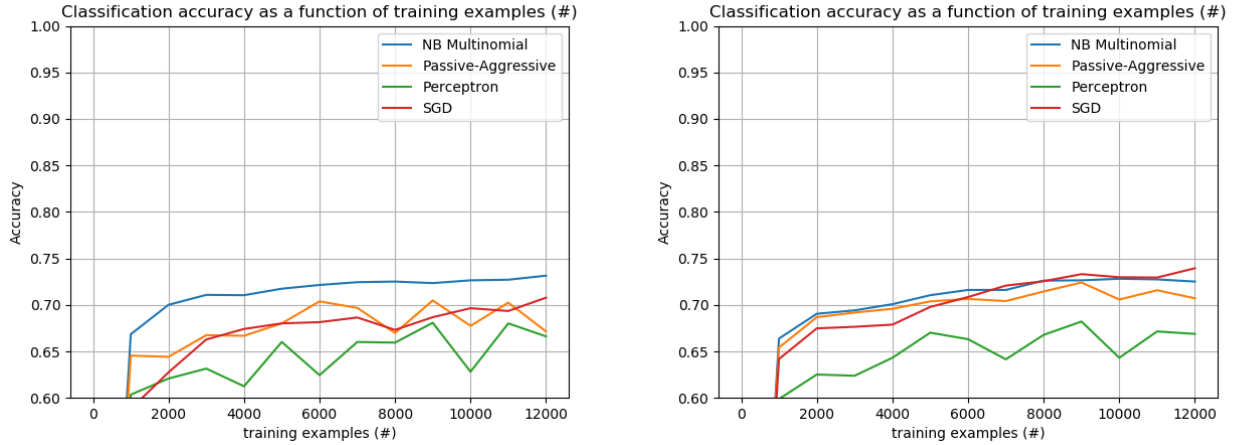 Classification accuracy as a function of training examples (#)
1.00
0.95
0.90
0.85
0.80
0.75
0.70
0.65
0.60
Accuracy
NB Multinomial
Passive-Aggressive
Perceptron
SGD
0 2000 4000 6000 8000 10000 12000
training examples (#)
Classification accuracy as a function of training examples (#)
1.00
0.95
0.90
0.85
0.80
0.75
0.70
0.65
0.60
Accuracy
NB Multinomial
Passive-Aggressive
Perceptron
SGD
0 2000 4000 6000 8000 10000 12000
training examples (#)